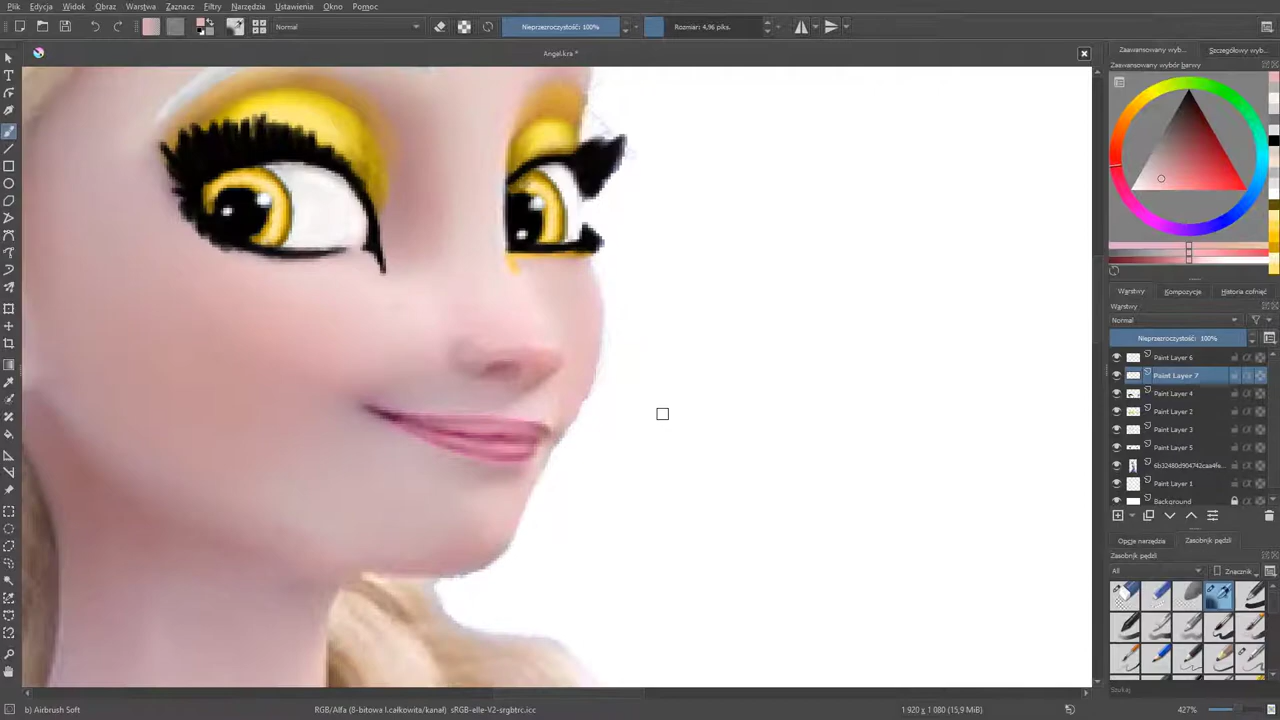 Plik Edycja Widok Obraz Warstwa Zaznacz Filtry Narzędzia Ustawienia Okno Pomoc
Normal Nieprzezroczystość: 100% Rozmiar: 4,96 piks.
Angel.kra *
Zaawansowany wyb... Szczegółowy wyb...
Zaawansowany wybór barwy
Warstwy Kompozycje Historia cofnięć
Warstwy
Normal
Nieprzezroczystość: 100%
Paint Layer 6
Paint Layer 7
Paint Layer 4
Paint Layer 2
Paint Layer 3
Paint Layer 5
6b32480d904742caa4fe...
Paint Layer 1
Background
Opcje narzędzia Zasobnik pędzli
Zasobnik pędzli
All Znacznik
Szukaj
b) Airbrush Soft RGB/Alfa (8-bitowa l.całkowita/kanał) sRGB-elle-V2-srgbtrc.icc 1 920 x 1 080 (15,9 MiB) 427%